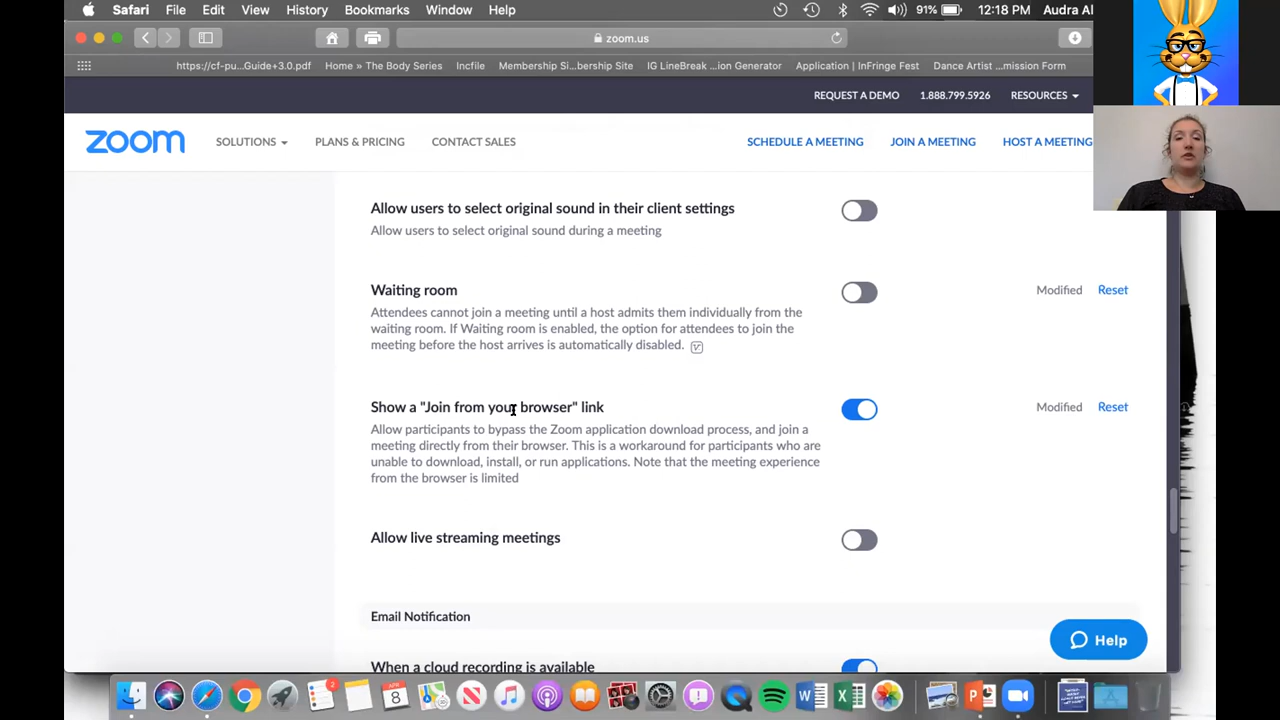 Safari File Edit View History Bookmarks Window Help 91% 12:18 PM Audra Al
zoom.us
https://cf-pu...Guide+3.0.pdf Home » The Body Series mbership Si...bership Site IG LineBreak ...ion Generator Application | InFringe Fest Dance Artist ...mission Form
REQUEST A DEMO 1.888.799.5926 RESOURCES
zoom SOLUTIONS PLANS & PRICING CONTACT SALES SCHEDULE A MEETING JOIN A MEETING HOST A MEETING
Allow users to select original sound in their client settings
Allow users to select original sound during a meeting
Waiting room Modified Reset
Attendees cannot join a meeting until a host admits them individually from the
waiting room. If Waiting room is enabled, the option for attendees to join the
meeting before the host arrives is automatically disabled.
Show a "Join from your browser" link Modified Reset
Allow participants to bypass the Zoom application download process, and join a
meeting directly from their browser. This is a workaround for participants who are
unable to download, install, or run applications. Note that the meeting experience
from the browser is limited
Allow live streaming meetings
Email Notification
Help
When a cloud recording is available
2 APR 8